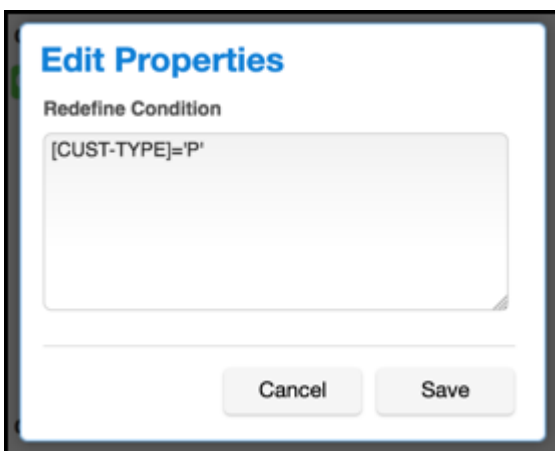 Edit Properties
Redefine Condition
[CUST-TYPE]='P'
Cancel Save